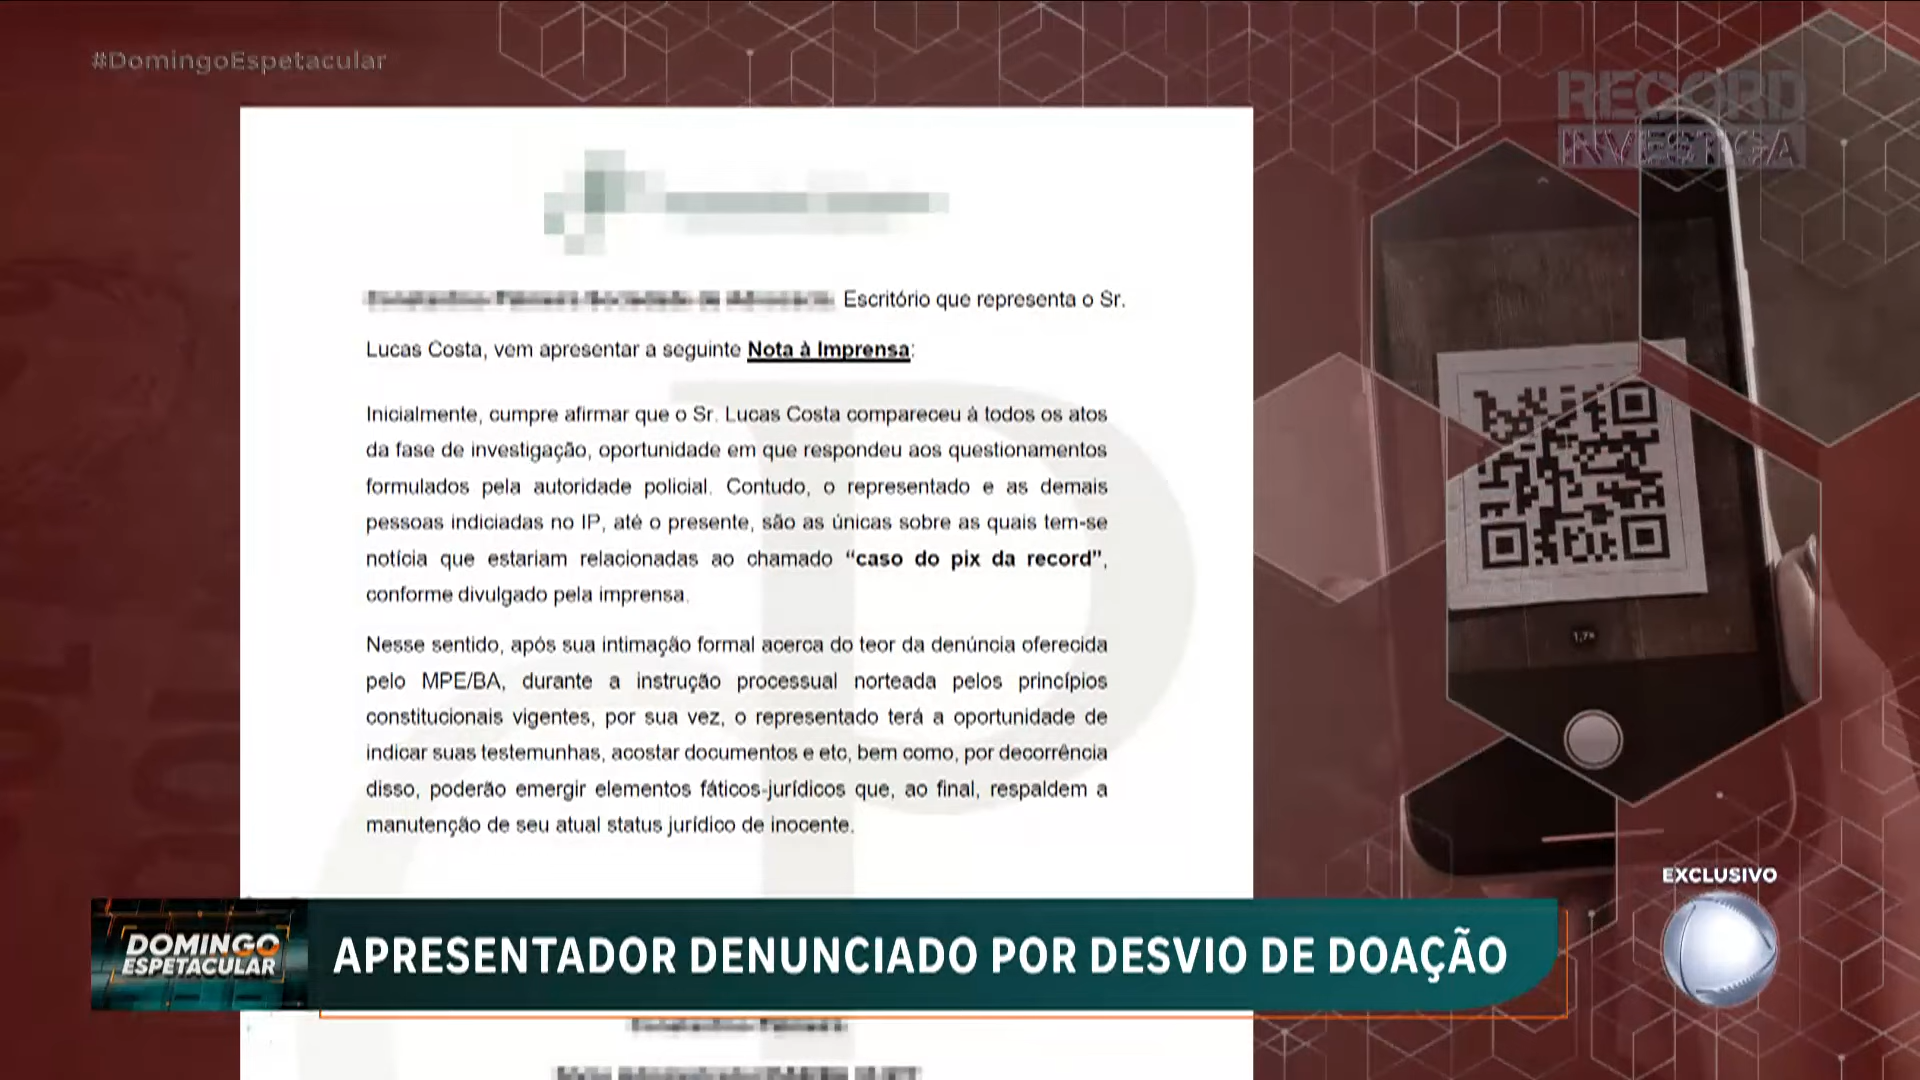 #DomingoEspetacular
RECORD
INVESTIGA
Escritório que representa o Sr.
Lucas Costa, vem apresentar a seguinte Nota à Imprensa:
Inicialmente, cumpre afirmar que o Sr. Lucas Costa compareceu à todos os atos
da fase de investigação, oportunidade em que respondeu aos questionamentos
formulados pela autoridade policial. Contudo, o representado e as demais
pessoas indiciadas no IP, até o presente, são as únicas sobre as quais tem-se
notícia que estariam relacionadas ao chamado “caso do pix da record”,
conforme divulgado pela imprensa.
Nesse sentido, após sua intimação formal acerca do teor da denúncia oferecida
pelo MPE/BA, durante a instrução processual norteada pelos princípios
constitucionais vigentes, por sua vez, o representado terá a oportunidade de
indicar suas testemunhas, acostar documentos e etc, bem como, por decorrência
disso, poderão emergir elementos fáticos-jurídicos que, ao final, respaldem a
manutenção de seu atual status jurídico de inocente.
1,7x
EXCLUSIVO
DOMINGO
ESPETACULAR
APRESENTADOR DENUNCIADO POR DESVIO DE DOAÇÃO